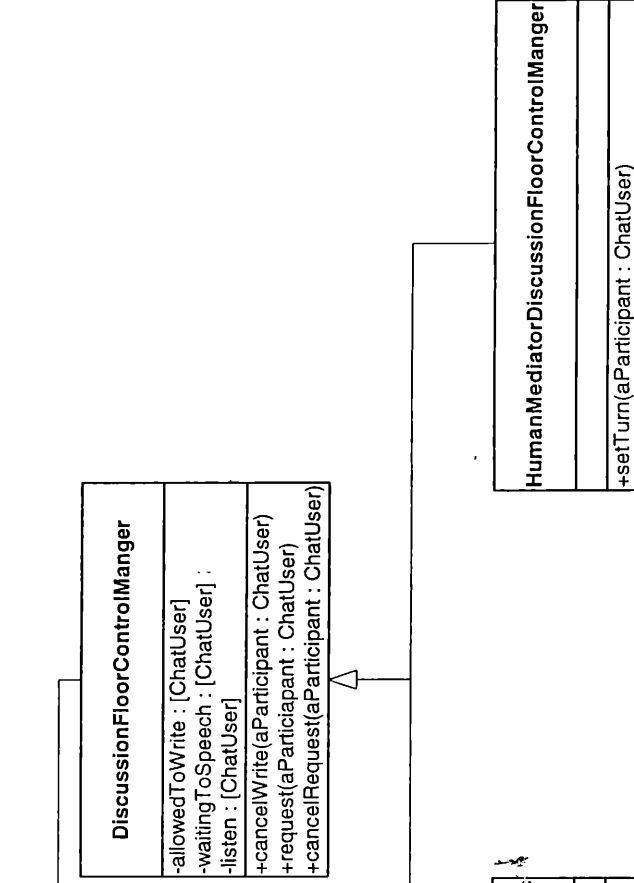 DiscussionFloorControlManger
-allowedToWrite : [ChatUser]
-waitingToSpeech : [ChatUser]
-listen : [ChatUser]
+cancelWrite(aParticipant : ChatUser)
+request(aParticiapant : ChatUser)
+cancelRequest(aParticipant : ChatUser)
HumanMediatorDiscussionFloorControlManger
+setTurn(aParticipant : ChatUser)